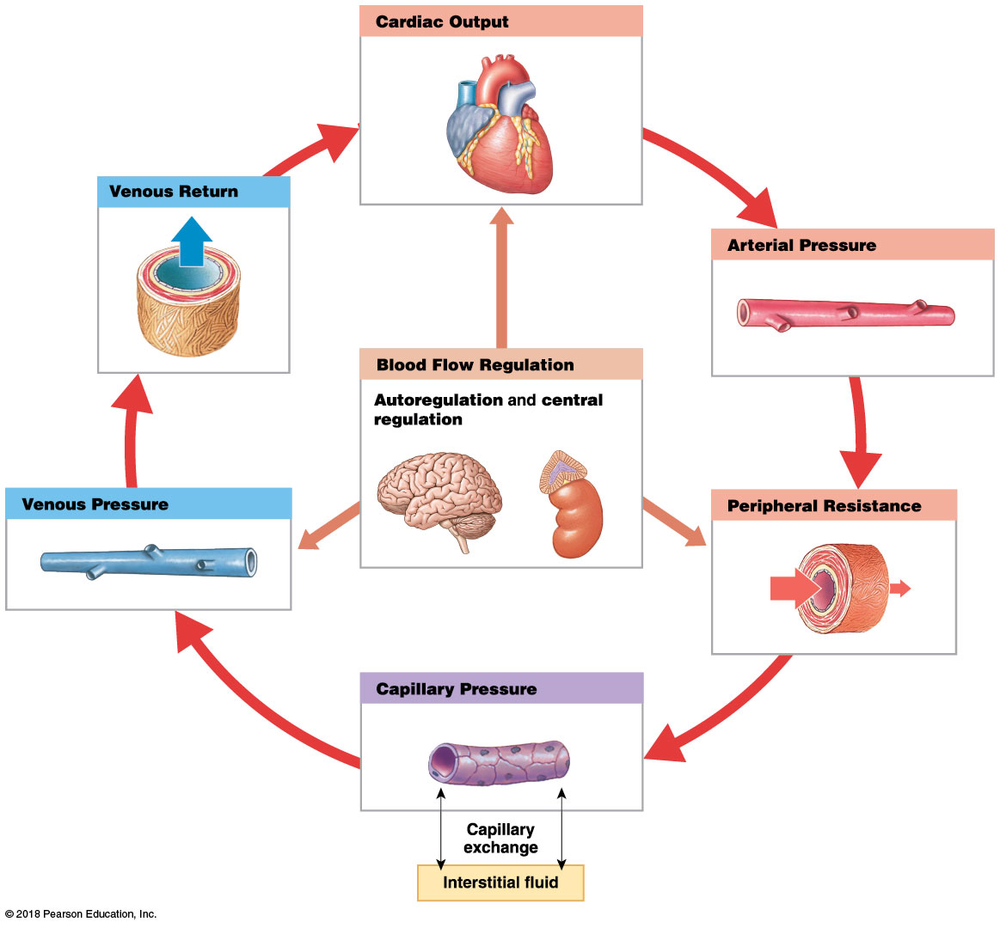 Cardiac Output
Venous Return
Arterial Pressure
Blood Flow Regulation
Autoregulation and central
regulation
Venous Pressure
Peripheral Resistance
Capillary Pressure
Capillary
exchange
Interstitial fluid
© 2018 Pearson Education, Inc.